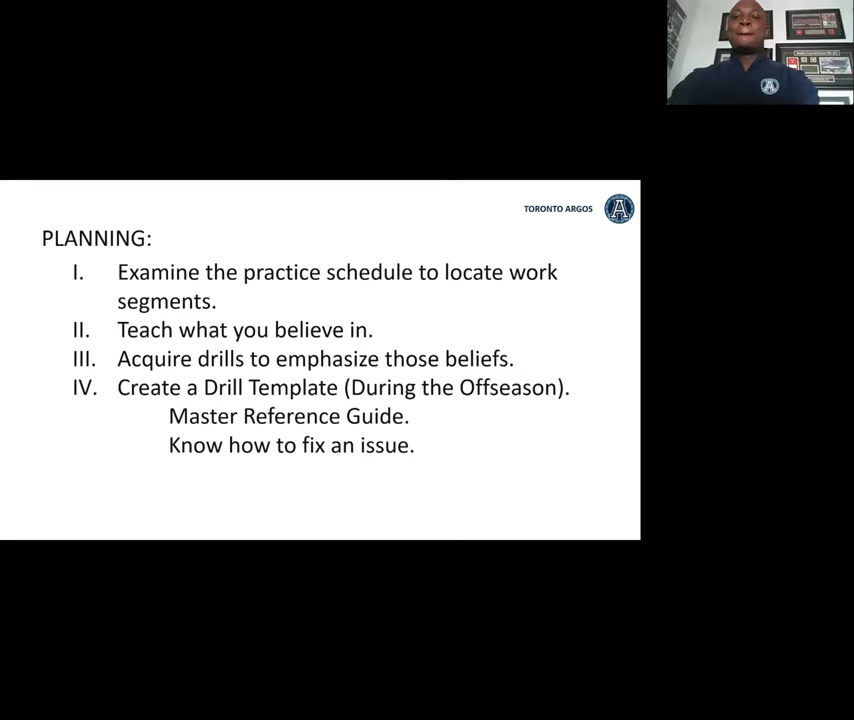 TORONTO ARGOS
A
PLANNING:
I. Examine the practice schedule to locate work
segments.
II. Teach what you believe in.
III. Acquire drills to emphasize those beliefs.
IV. Create a Drill Template (During the Offseason).
Master Reference Guide.
Know how to fix an issue.